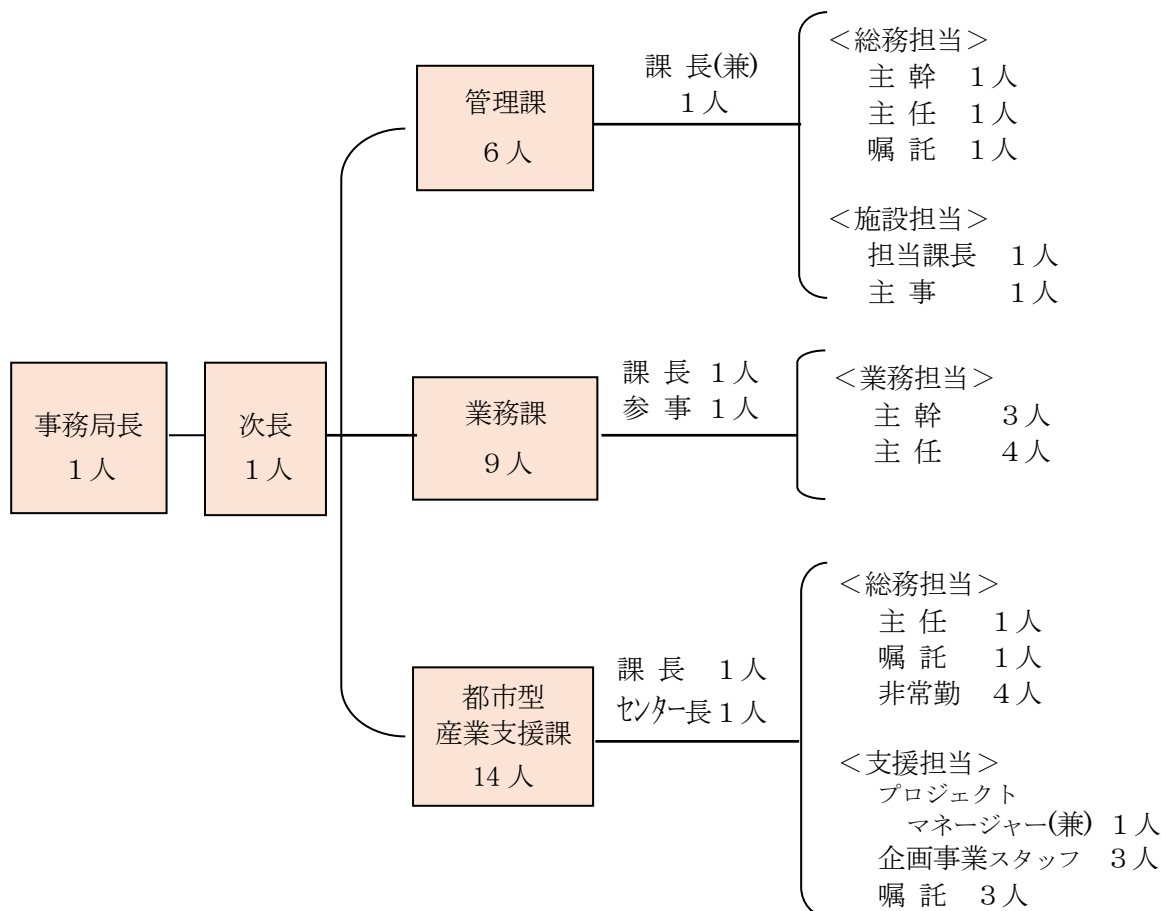 事務局長
１人
次長
１人
管理課
６人
課 長(兼)
１人
＜総務担当＞
主 幹 １人
主 任 １人
嘱 託 １人
＜施設担当＞
担当課長 １人
主 事 １人
業務課
９人
課 長 １人
参 事 １人
＜業務担当＞
主 幹 ３人
主 任 ４人
都市型
産業支援課
14 人
課 長 １人
センター長１人
＜総務担当＞
主 任 １人
嘱 託 １人
非常勤 ４人
＜支援担当＞
プロジェクト
マネージャー(兼) １人
企画事業スタッフ ３人
嘱 託 ３人